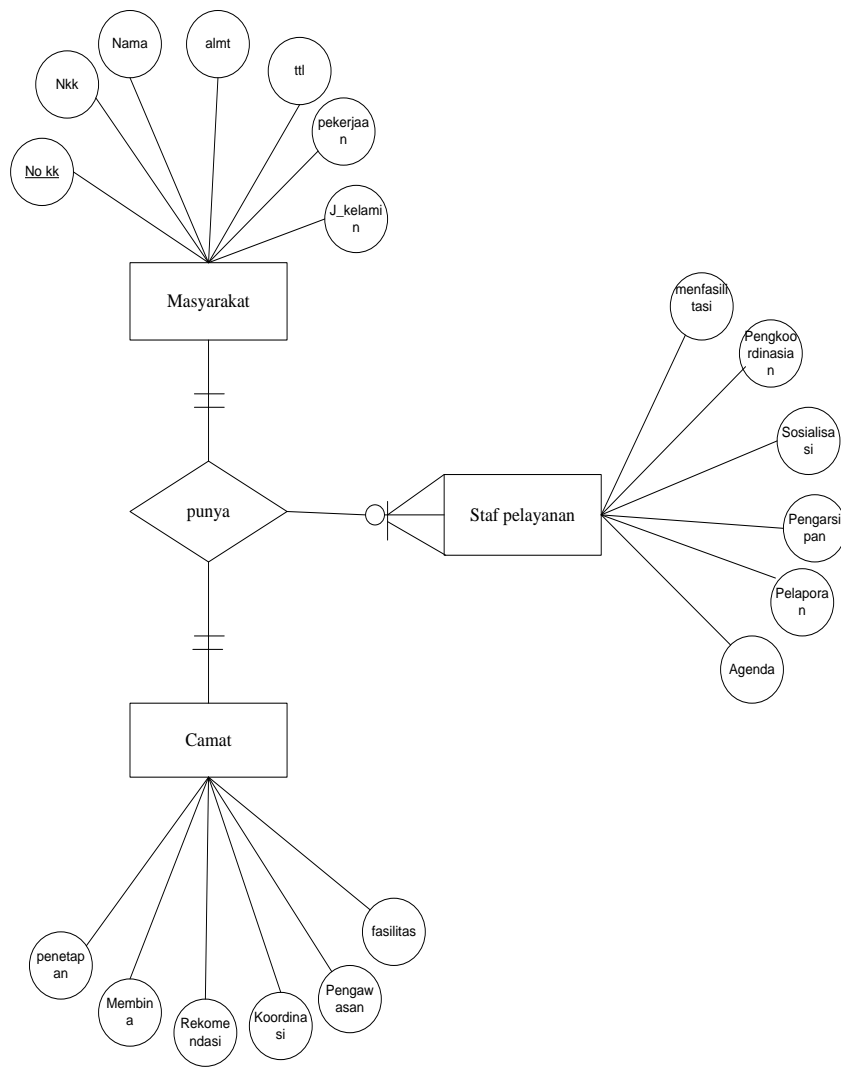 Nama
almt
Nkk
ttl
pekerjaa
n
No kk
J_kelami
n
Masyarakat
menfasili
tasi
Pengkoo
rdinasian
Sosialisa
si
punya
Staf pelayanan
Pengarsi
pan
Pelapora
n
Agenda
Camat
penetap
an
Membin
a
Rekome
ndasi
Koordina
si
Pengaw
asan
fasilitas